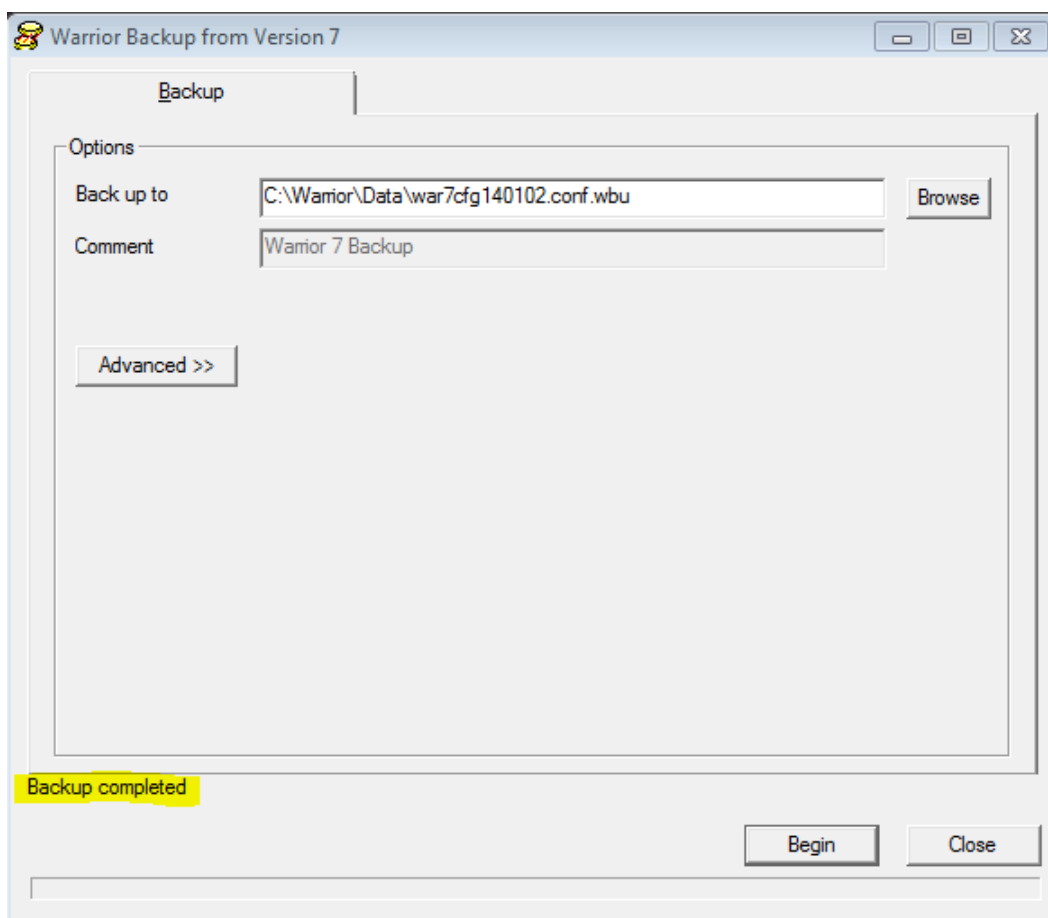 Warrior Backup from Version 7
Backup
Options
Back up to
C:\Warrior\Data\war7cfg140102.conf.wbu
Browse
Comment
Warrior 7 Backup
Advanced >>
Backup completed
Begin
Close